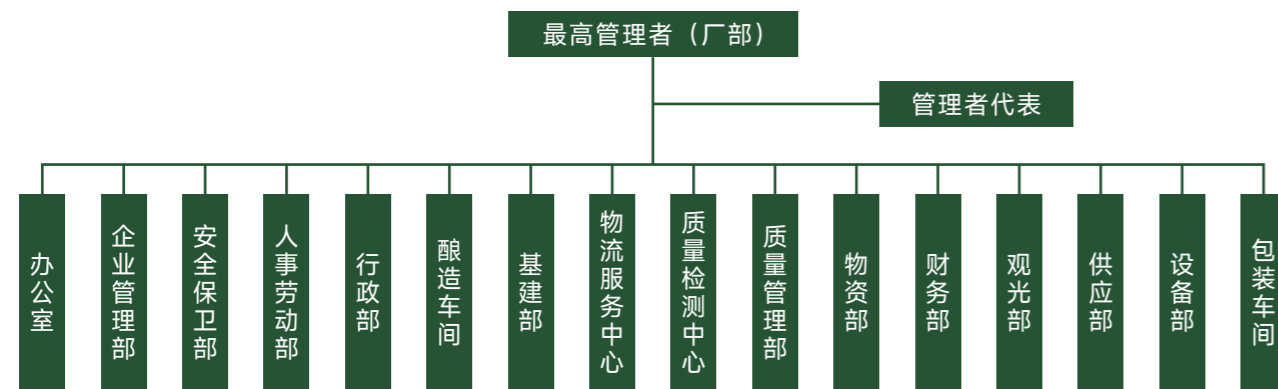 最高管理者（厂部）
管理者代表
办公室
企业管理部
安全保卫部
人事劳动部
行政部
酿造车间
基建部
物流服务中心
质量检测中心
质量管理部
物资部
财务部
观光部
供应部
设备部
包装车间